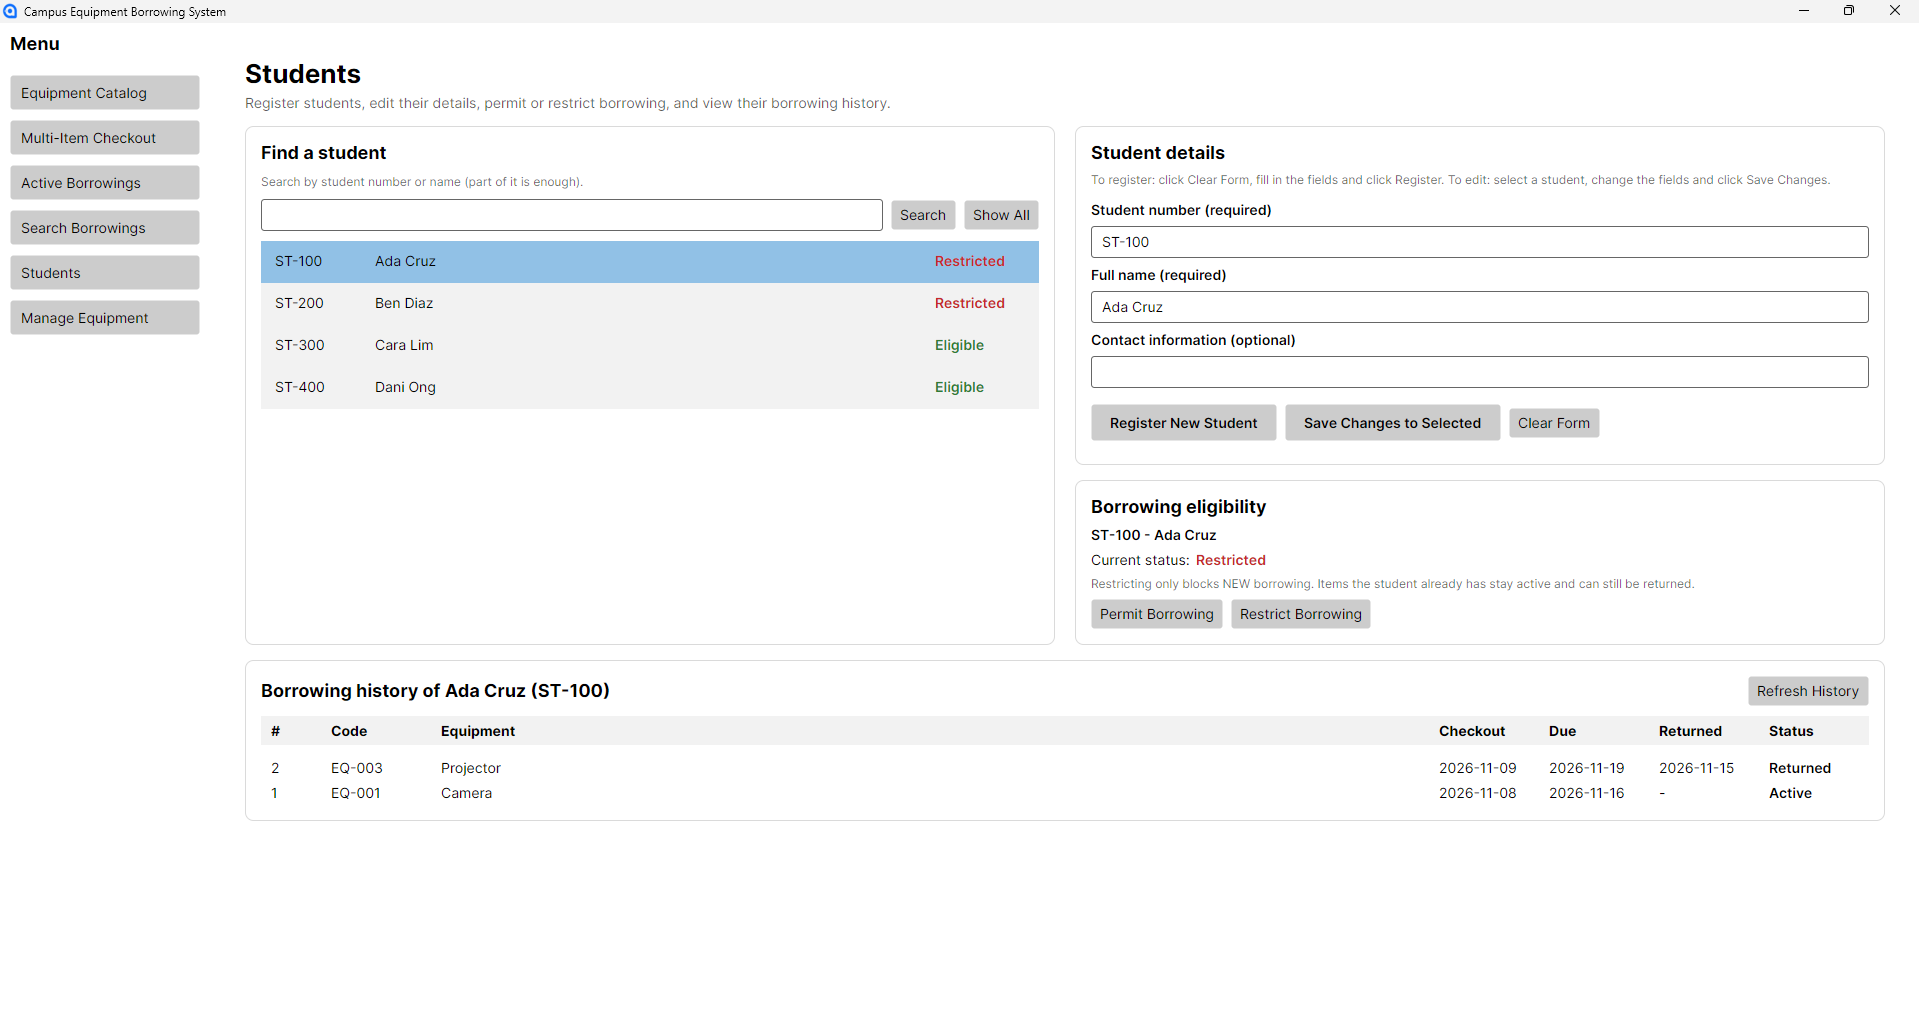 Campus Equipment Borrowing System
Menu
Equipment Catalog
Multi-Item Checkout
Active Borrowings
Search Borrowings
Students
Manage Equipment
Students
Register students, edit their details, permit or restrict borrowing, and view their borrowing history.
Find a student
Search by student number or name (part of it is enough).
Search Show All
ST-100 Ada Cruz Restricted
ST-200 Ben Diaz Restricted
ST-300 Cara Lim Eligible
ST-400 Dani Ong Eligible
Student details
To register: click Clear Form, fill in the fields and click Register. To edit: select a student, change the fields and click Save Changes.
Student number (required)
ST-100
Full name (required)
Ada Cruz
Contact information (optional)
Register New Student Save Changes to Selected Clear Form
Borrowing eligibility
ST-100 - Ada Cruz
Current status: Restricted
Restricting only blocks NEW borrowing. Items the student already has stay active and can still be returned.
Permit Borrowing Restrict Borrowing
Borrowing history of Ada Cruz (ST-100) Refresh History
# Code Equipment Checkout Due Returned Status
2 EQ-003 Projector 2026-11-09 2026-11-19 2026-11-15 Returned
1 EQ-001 Camera 2026-11-08 2026-11-16 - Active